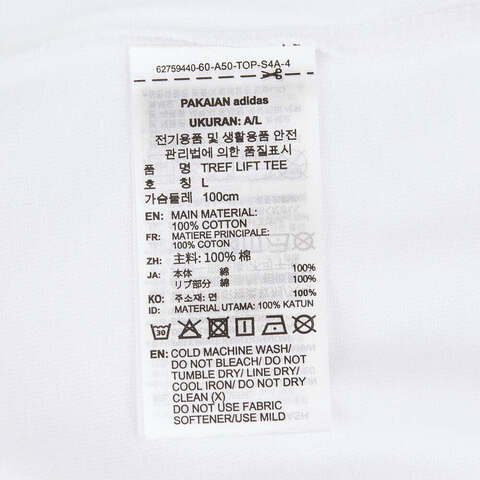 62759440-60-A50-TOP-S4A-4
PAKAIAN adidas
UKURAN: A/L
전기용품 및 생활용품 안전
관리법에 의한 품질표시
품 명 TREF LIFT TEE
호 칭 L
가슴둘레 100cm
EN: MAIN MATERIAL:
100% COTTON
FR: MATIERE PRINCIPALE:
100% COTON
ZH: 主料: 100% 棉
JA: 本体 綿 100%
リブ部分 綿 100%
KO: 주소재: 면 100%
ID: MATERIAL UTAMA: 100% KATUN
30
EN: COLD MACHINE WASH/
DO NOT BLEACH/ DO NOT
TUMBLE DRY/ LINE DRY/
COOL IRON/ DO NOT DRY
CLEAN (X)
DO NOT USE FABRIC
SOFTENER/USE MILD